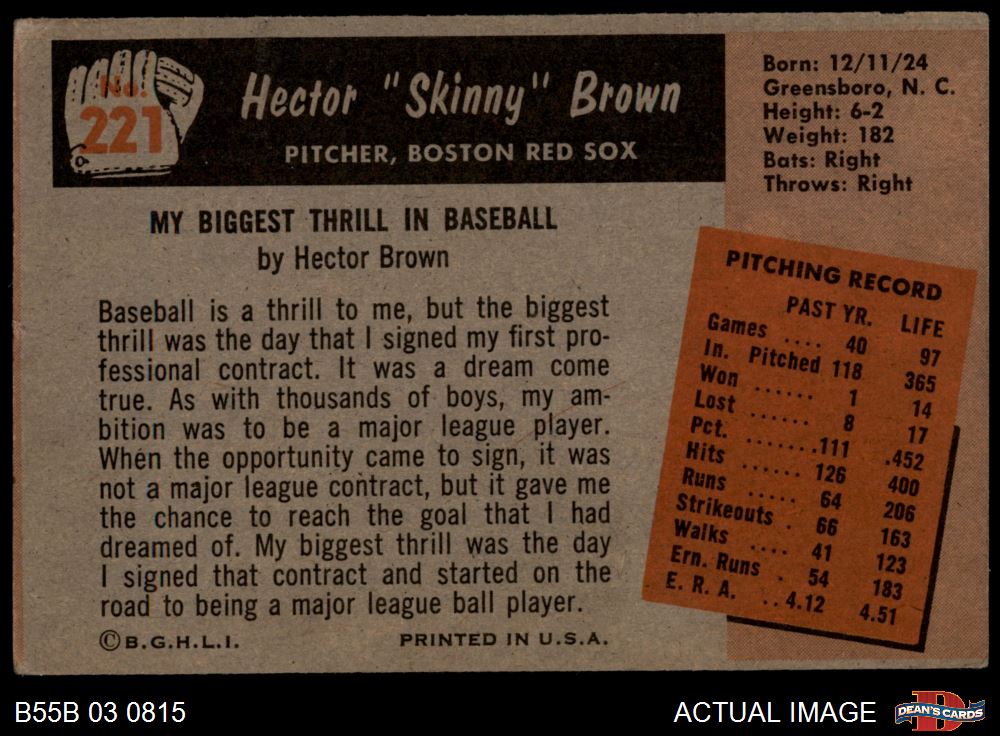 No.
221
Hector "Skinny" Brown
PITCHER, BOSTON RED SOX
Born: 12/11/24
Greensboro, N. C.
Height: 6-2
Weight: 182
Bats: Right
Throws: Right
MY BIGGEST THRILL IN BASEBALL
by Hector Brown
Baseball is a thrill to me, but the biggest
thrill was the day that I signed my first pro-
fessional contract. It was a dream come
true. As with thousands of boys, my am-
bition was to be a major league player.
When the opportunity came to sign, it was
not a major league contract, but it gave me
the chance to reach the goal that I had
dreamed of. My biggest thrill was the day
I signed that contract and started on the
road to being a major league ball player.
©B.G.H.L.I. PRINTED IN U.S.A.
PITCHING RECORD
PAST YR. LIFE
Games .... 40 97
In. Pitched 118 365
Won ...... 1 14
Lost ...... 8 17
Pct. .......111 .452
Hits ...... 126 400
Runs ..... 64 206
Strikeouts . 66 163
Walks .... 41 123
Ern. Runs . 54 183
E. R. A. ..4.12 4.51
B55B 03 0815
ACTUAL IMAGE
D
DEAN'S CARDS